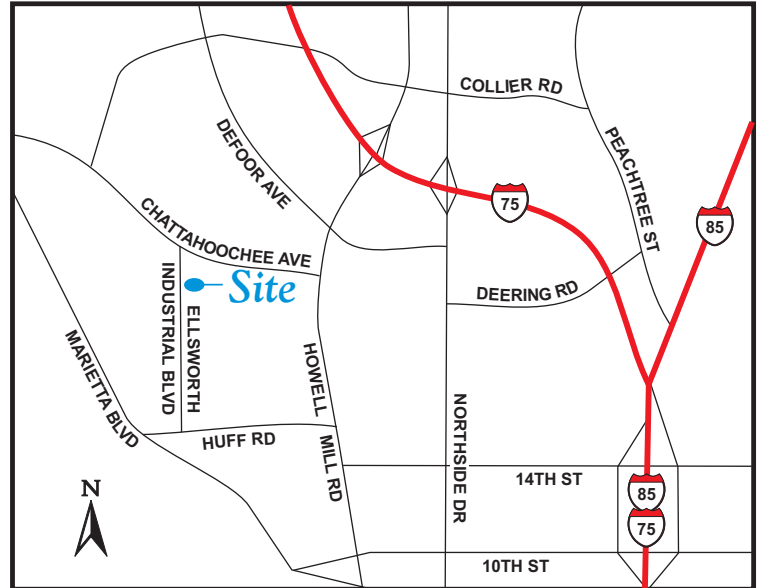 COLLIER RD
DEFOOR AVE
PEACHTREE ST
75
85
CHATTAHOOCHEE AVE
Site
DEERING RD
INDUSTRIAL BLVD
ELLSWORTH
MARIETTA BLVD
HOWELL
MILL RD
NORTHSIDE DR
HUFF RD
14TH ST
85
75
N
10TH ST